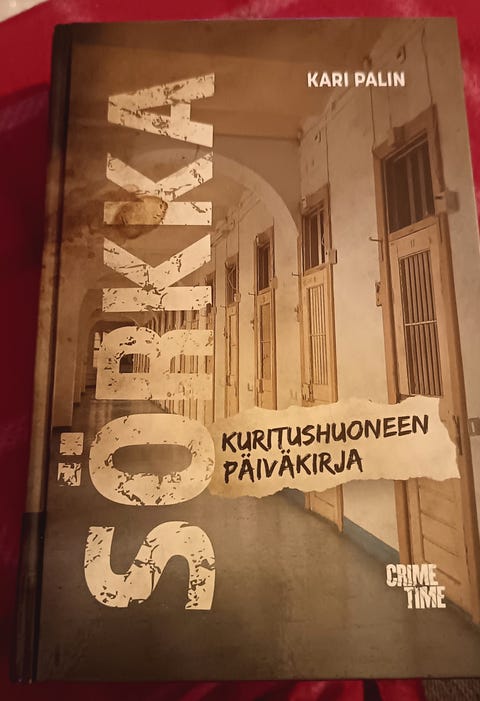 KARI PALIN
SÖRKKA
KURITUSHUONEEN
PÄIVÄKIRJA
CRIME
TIME